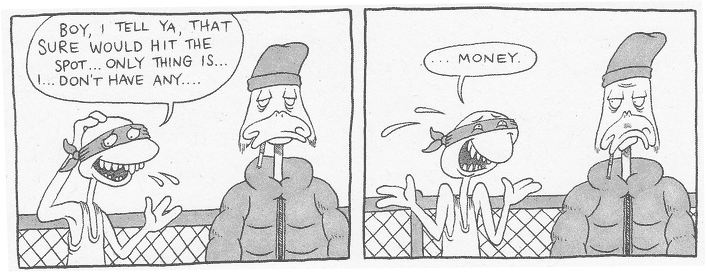 BOY, I TELL YA, THAT
SURE WOULD HIT THE
SPOT... ONLY THING IS...
I... DON'T HAVE ANY....
... MONEY.